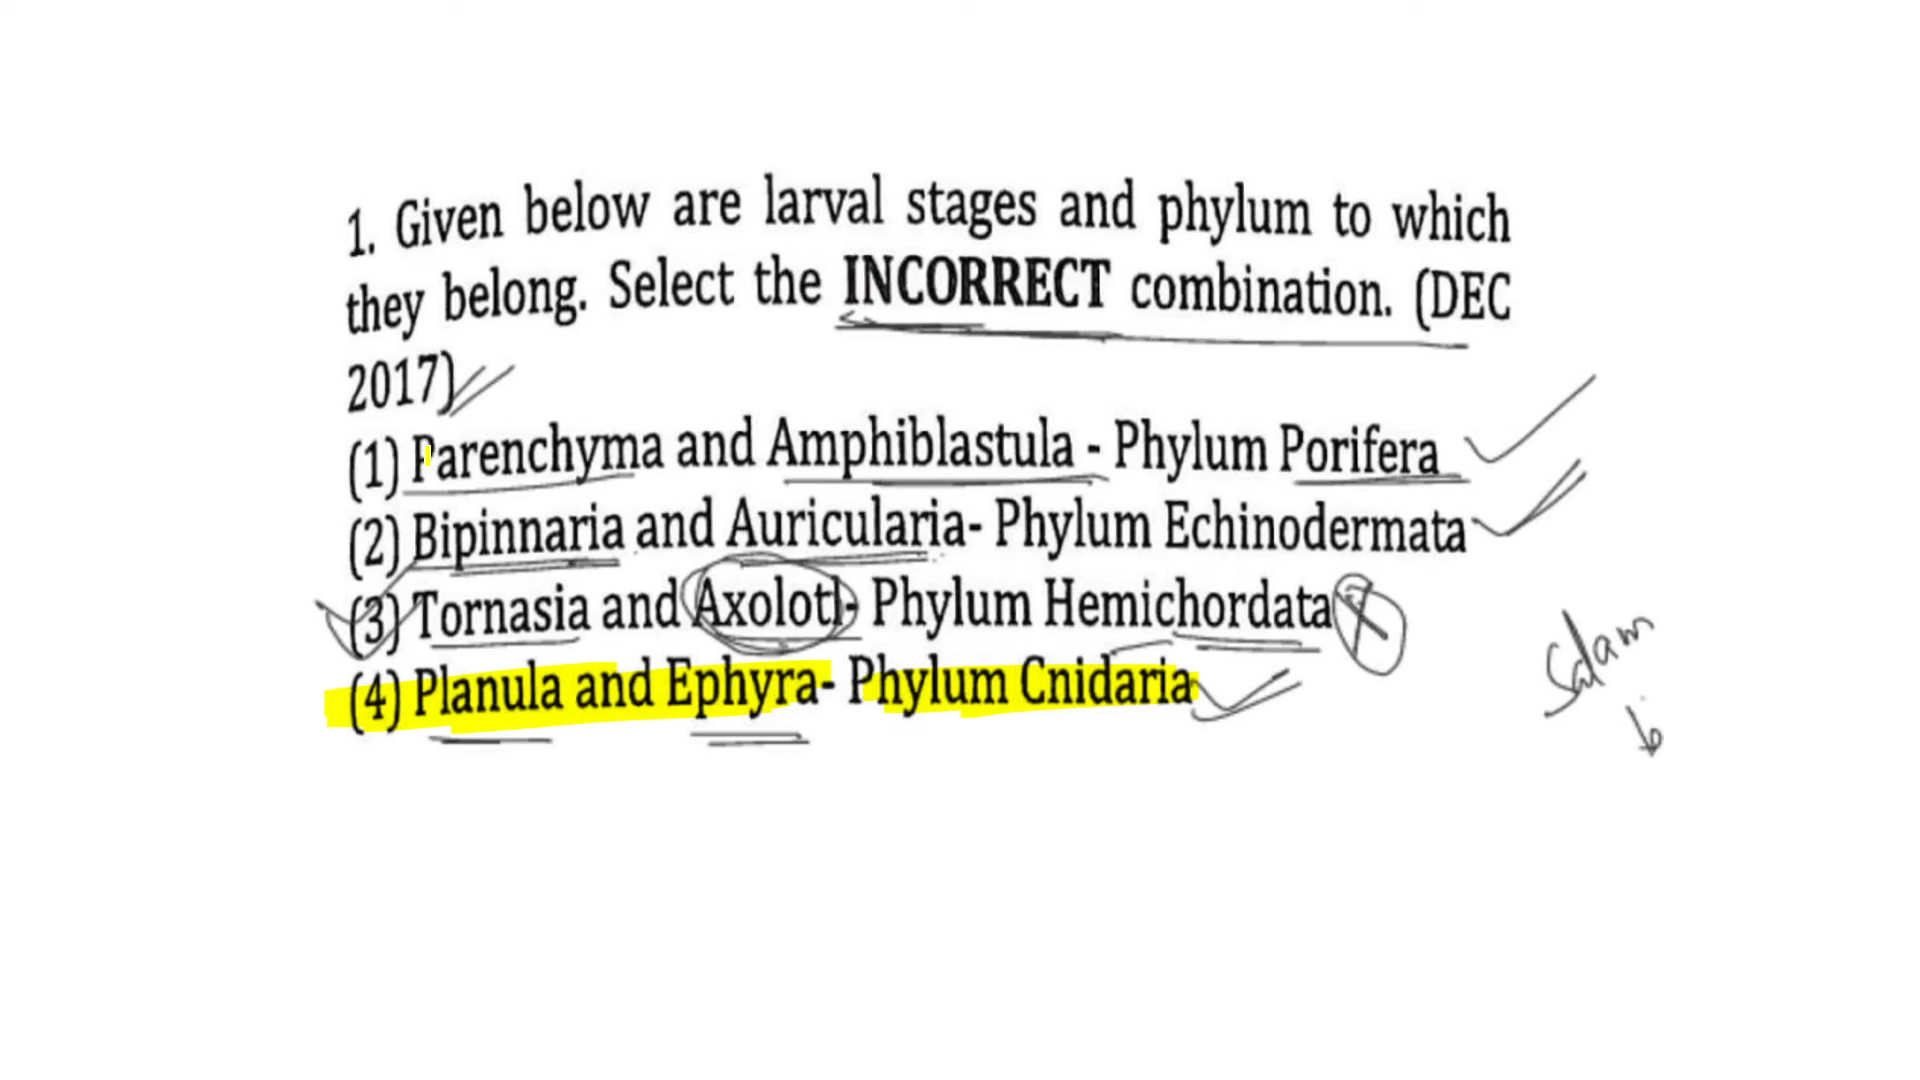 1. Given below are larval stages and phylum to which
they belong. Select the INCORRECT combination. (DEC
2017)
(1) Parenchyma and Amphiblastula - Phylum Porifera
(2) Bipinnaria and Auricularia- Phylum Echinodermata
(3) Tornasia and Axolotl- Phylum Hemichordata
(4) Planula and Ephyra- Phylum Cnidaria
Salam